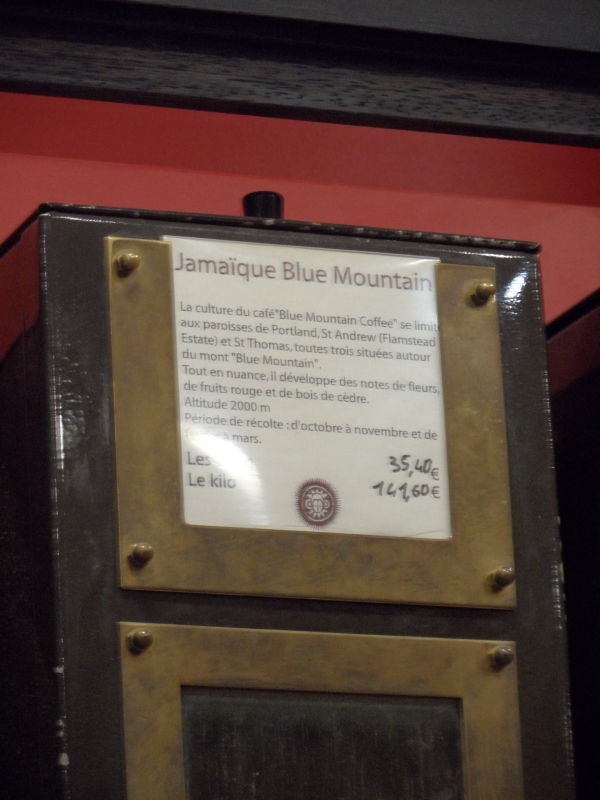 Jamaïque Blue Mountain
La culture du café"Blue Mountain Coffee" se limit
aux paroisses de Portland, St Andrew (Flamstead
Estate) et St Thomas, toutes trois situées autour
du mont "Blue Mountain".
Tout en nuance, il développe des notes de fleurs,
de fruits rouge et de bois de cèdre.
Altitude 2000 m
Période de récolte : d'octobre à novembre et de
à mars.
Les 35,40€
Le kilo 141,60€